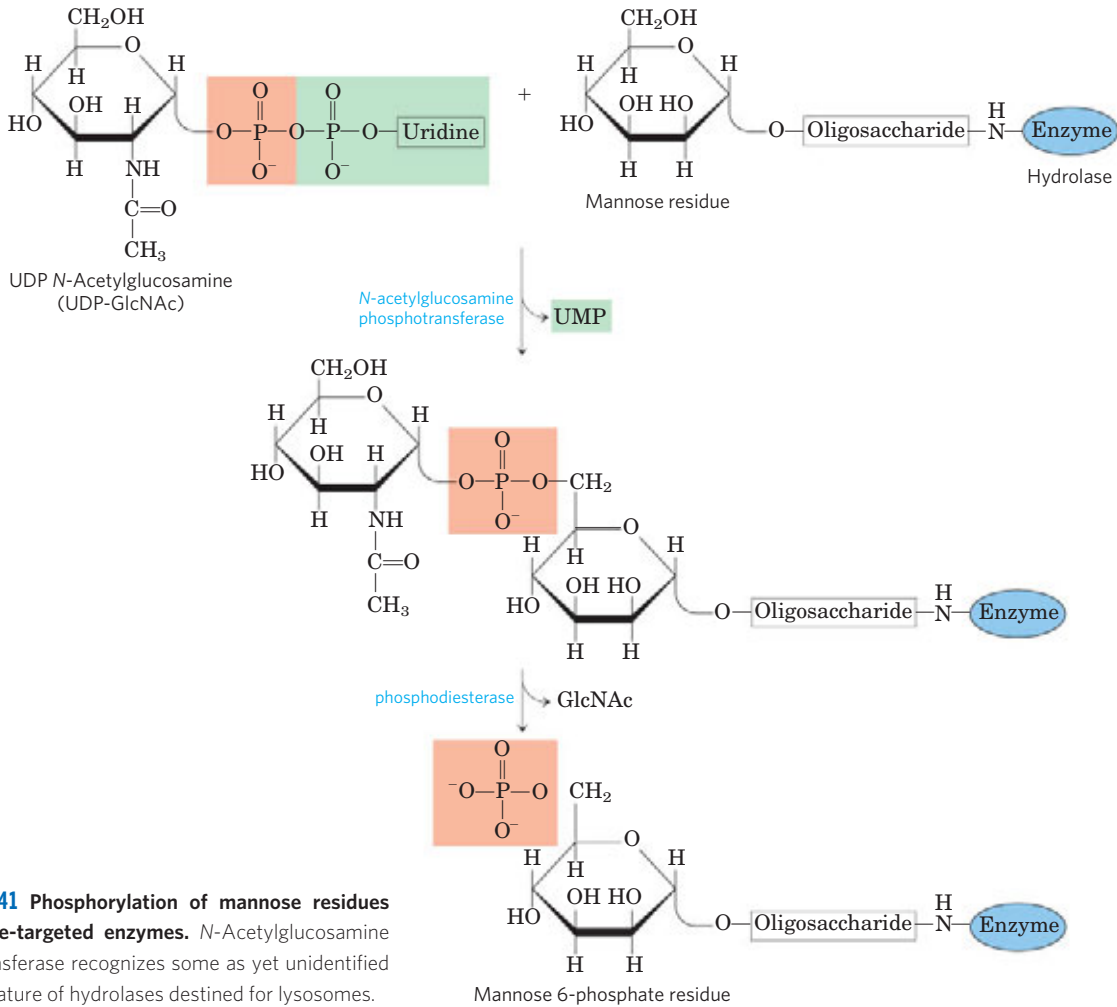 CH₂OH
H O H
H
OH H
HO
H NH
C=O
CH₃
O O
O—P—O—P—O—Uridine
O⁻ O⁻
UDP N-Acetylglucosamine
(UDP-GlcNAc)
+
CH₂OH
H O H
H
OH HO
HO
H H
O—Oligosaccharide—N—Enzyme
H
Mannose residue
Hydrolase
N-acetylglucosamine
phosphotransferase
UMP
CH₂OH
H O H
H
OH H
HO
H NH
C=O
CH₃
O
O—P—O—CH₂
O⁻
H O H
H
OH HO
HO
H H
O—Oligosaccharide—N—Enzyme
H
phosphodiesterase
GlcNAc
O
⁻O—P—O CH₂
O⁻
H O H
H
OH HO
HO
H H
O—Oligosaccharide—N—Enzyme
H
Mannose 6-phosphate residue
41 Phosphorylation of mannose residues
e-targeted enzymes. N-Acetylglucosamine
nsferase recognizes some as yet unidentified
ature of hydrolases destined for lysosomes.